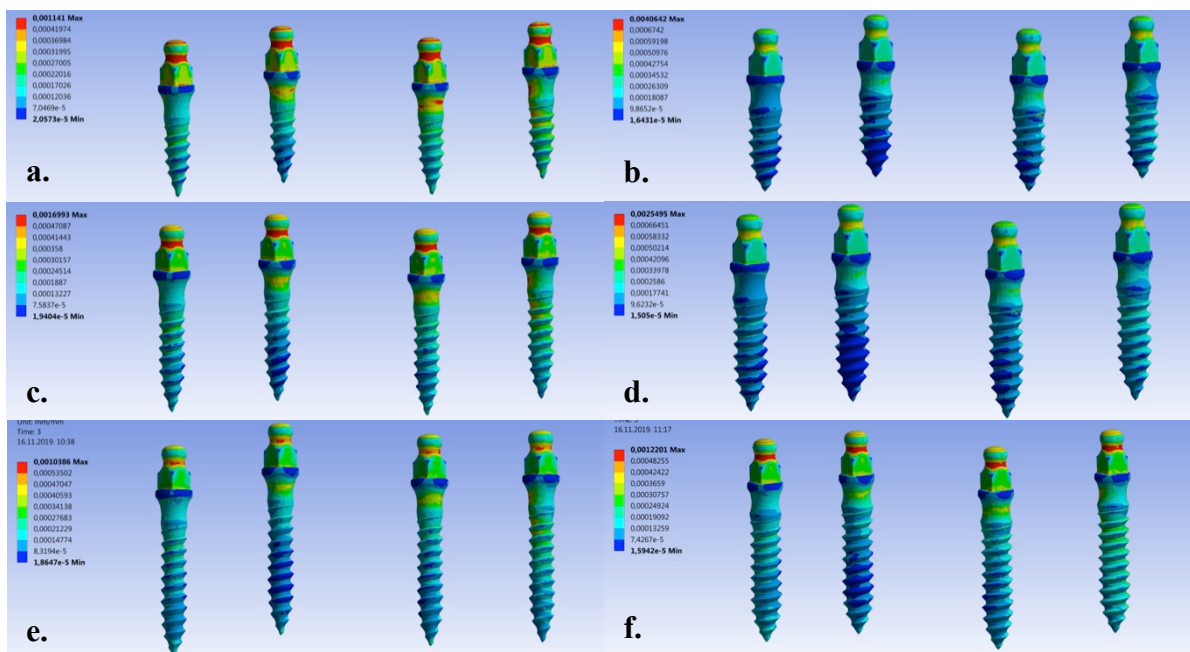 0,001141 Max
0,00041974
0,00036984
0,00031995
0,00027005
0,00022016
0,00017026
0,00012036
7,0469e-5
2,0573e-5 Min
a.
0,0040642 Max
0,0006742
0,00059198
0,00050976
0,00042754
0,00034532
0,00026309
0,00018087
9,8652e-5
1,6431e-5 Min
b.
0,0016993 Max
0,00047087
0,00041443
0,000358
0,00030157
0,00024514
0,0001887
0,00013227
7,5837e-5
1,9404e-5 Min
c.
0,0025495 Max
0,00066451
0,00058332
0,00050214
0,00042096
0,00033978
0,0002586
0,00017741
9,6232e-5
1,505e-5 Min
d.
Unit: mm/mm
Time: 3
16.11.2019. 10:38
0,0010386 Max
0,00053502
0,00047047
0,00040593
0,00034138
0,00027683
0,00021229
0,00014774
8,3194e-5
1,8647e-5 Min
e.
16.11.2019. 11:17
0,0012201 Max
0,00048255
0,00042422
0,0003659
0,00030757
0,00024924
0,00019092
0,00013259
7,4267e-5
1,5942e-5 Min
f.